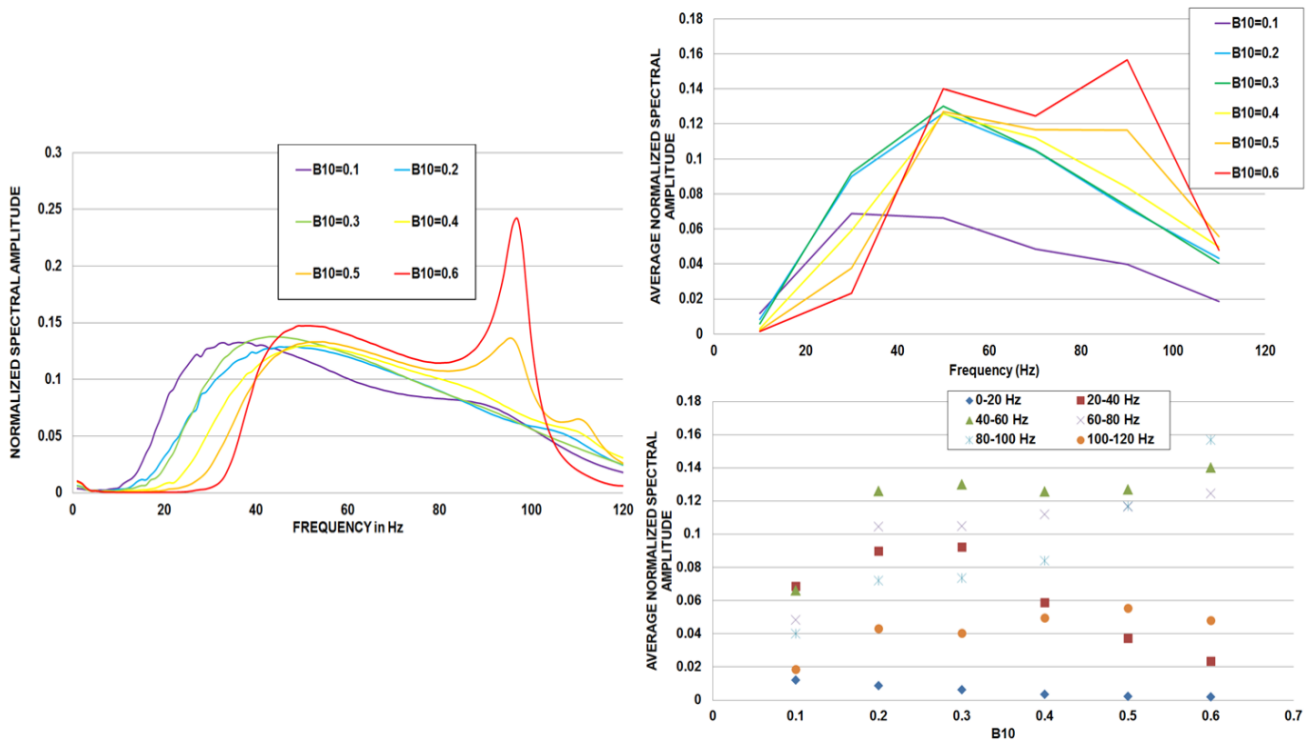 NORMALIZED SPECTRAL AMPLITUDE
0.3
0.25
0.2
0.15
0.1
0.05
0
B10=0.1 B10=0.2
B10=0.3 B10=0.4
B10=0.5 B10=0.6
0 20 40 60 80 100 120
FREQUENCY in Hz
AVERAGE NORMALIZED SPECTRAL
AMPLITUDE
0.18
0.16
0.14
0.12
0.1
0.08
0.06
0.04
0.02
0
B10=0.1
B10=0.2
B10=0.3
B10=0.4
B10=0.5
B10=0.6
0 20 40 60 80 100 120
Frequency (Hz)
AVERAGE NORMALIZED SPECTRAL
AMPLITUDE
0.18
0.16
0.14
0.12
0.1
0.08
0.06
0.04
0.02
0
0-20 Hz 20-40 Hz
40-60 Hz 60-80 Hz
80-100 Hz 100-120 Hz
0 0.1 0.2 0.3 0.4 0.5 0.6 0.7
B10